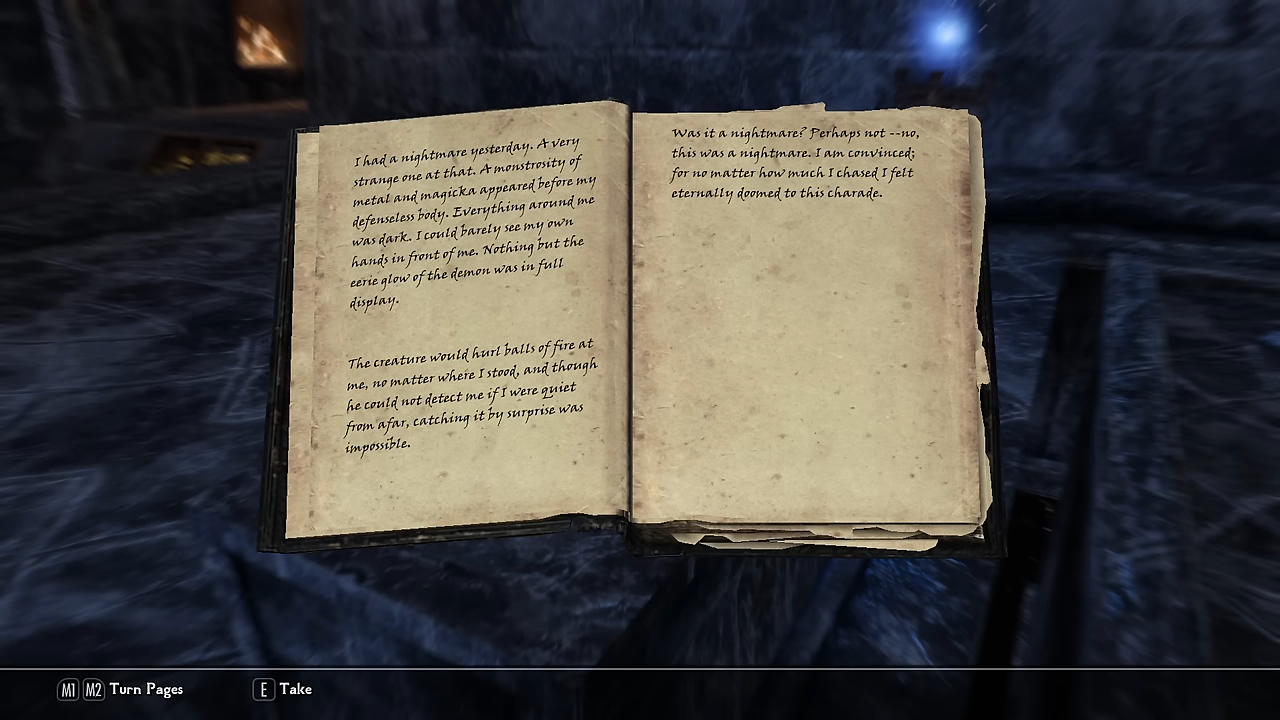 I had a nightmare yesterday. A very
strange one at that. A monstrosity of
metal and magicka appeared before my
defenseless body. Everything around me
was dark. I could barely see my own
hands in front of me. Nothing but the
eerie glow of the demon was in full
display.
The creature would hurl balls of fire at
me, no matter where I stood, and though
he could not detect me if I were quiet
from afar, catching it by surprise was
impossible.
Was it a nightmare? Perhaps not --no,
this was a nightmare. I am convinced;
for no matter how much I chased I felt
eternally doomed to this charade.
M1 M2 Turn Pages
E Take